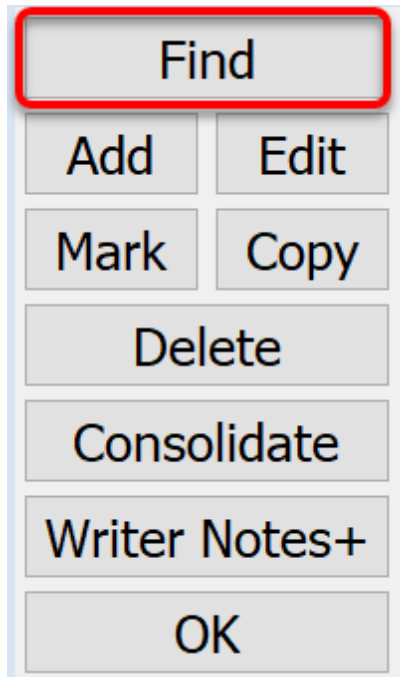 Find
Add Edit
Mark Copy
Delete
Consolidate
Writer Notes+
OK